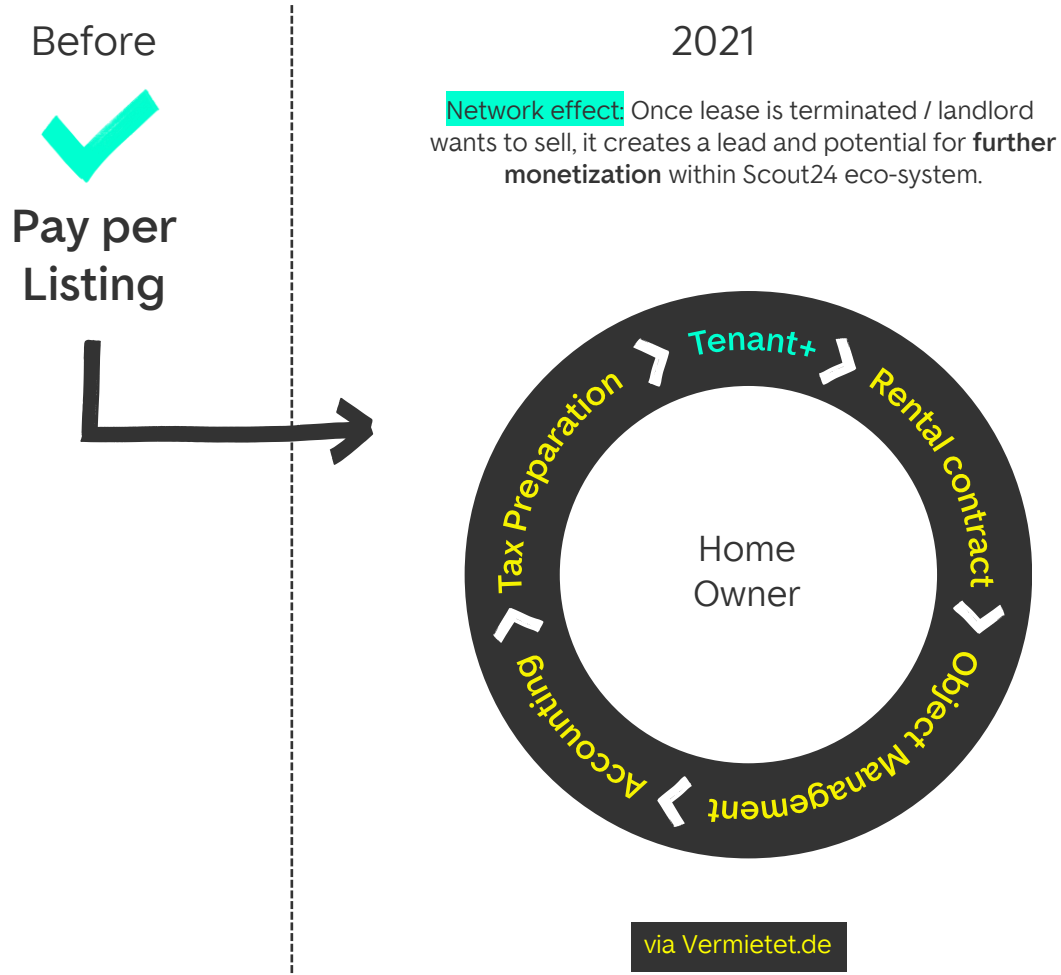 Before
Pay per
Listing
2021
Network effect: Once lease is terminated / landlord
wants to sell, it creates a lead and potential for further
monetization within Scout24 eco-system.
Tenant+
Rental contract
Object Management
Acccounting
Tax Preparation
Home
Owner
via Vermietet.de